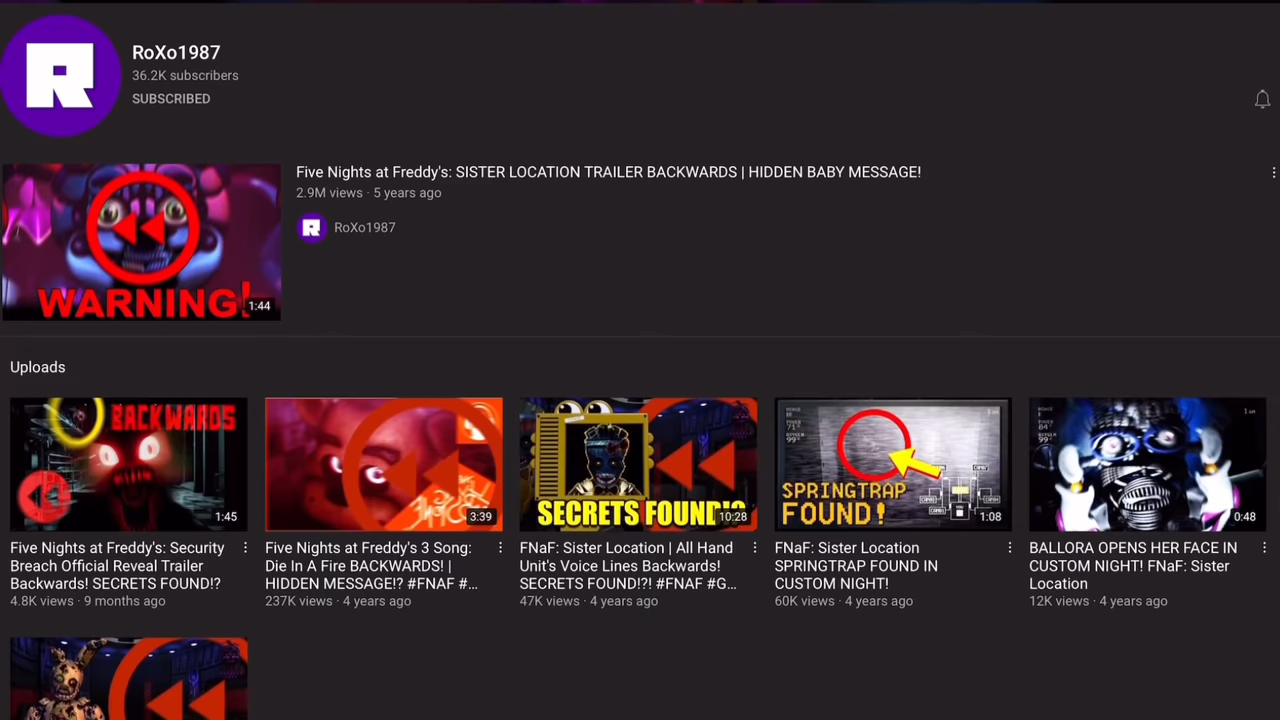 R
RoXo1987
36.2K subscribers
SUBSCRIBED
Five Nights at Freddy's: SISTER LOCATION TRAILER BACKWARDS | HIDDEN BABY MESSAGE!
2.9M views · 5 years ago
R RoXo1987
WARNING!
1:44
Uploads
BACKWARDS
1:45
3:39
SECRETS FOUND!?
10:28
SPRINGTRAP
FOUND!
1:08
0:48
Five Nights at Freddy's: Security
Breach Official Reveal Trailer
Backwards! SECRETS FOUND!?
4.8K views · 9 months ago
Five Nights at Freddy's 3 Song:
Die In A Fire BACKWARDS! |
HIDDEN MESSAGE!? #FNAF #...
237K views · 4 years ago
FNaF: Sister Location | All Hand
Unit's Voice Lines Backwards!
SECRETS FOUND!?! #FNAF #G...
47K views · 4 years ago
FNaF: Sister Location
SPRINGTRAP FOUND IN
CUSTOM NIGHT!
60K views · 4 years ago
BALLORA OPENS HER FACE IN
CUSTOM NIGHT! FNaF: Sister
Location
12K views · 4 years ago